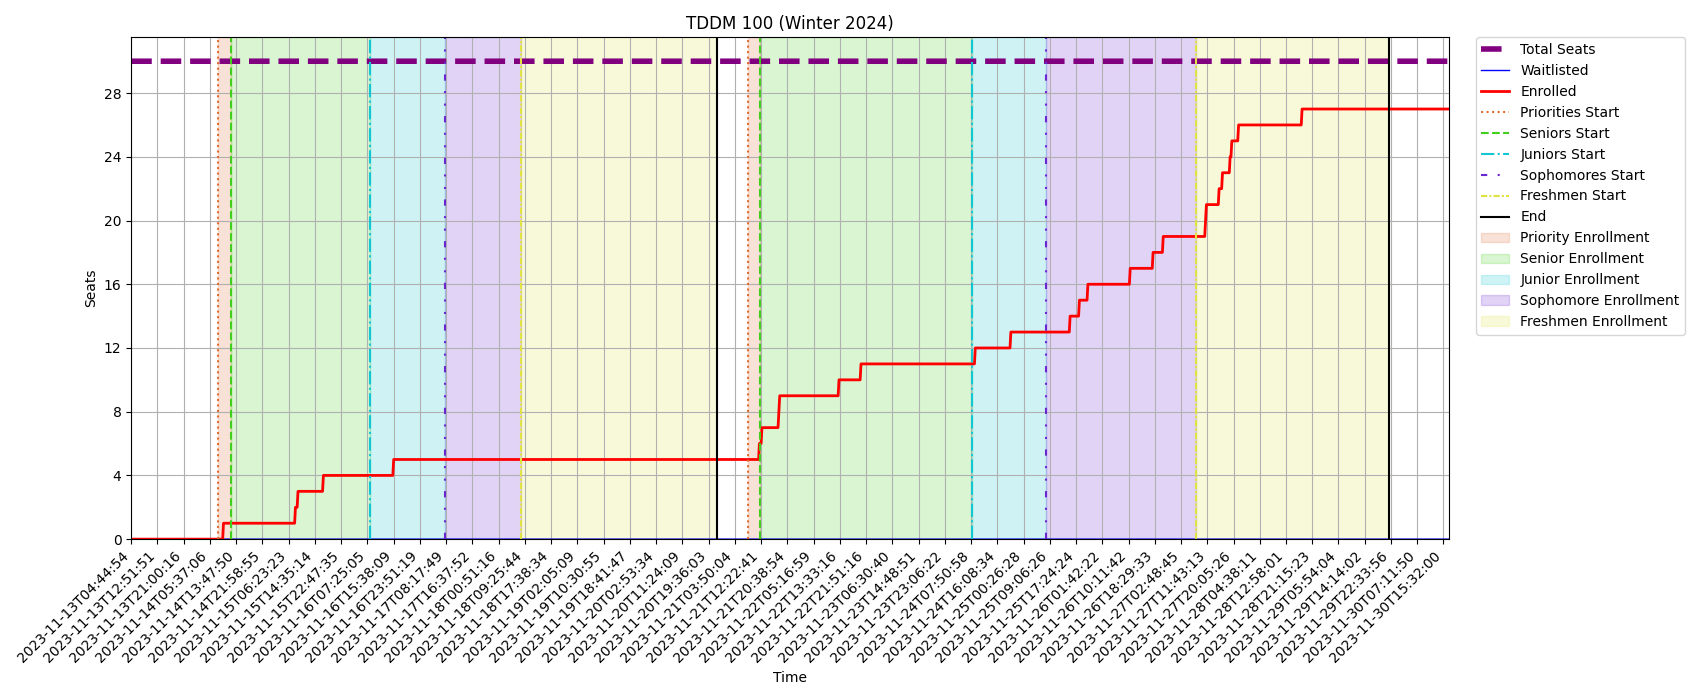 TDDM 100 (Winter 2024)
Seats
28
24
20
16
12
8
4
0
2023-11-13T04:44:54
2023-11-13T12:51:51
2023-11-13T21:00:16
2023-11-14T05:37:06
2023-11-14T13:47:50
2023-11-14T21:58:55
2023-11-15T06:23:23
2023-11-15T14:35:14
2023-11-15T22:47:35
2023-11-16T07:25:05
2023-11-16T15:38:09
2023-11-16T23:51:19
2023-11-17T08:17:49
2023-11-17T16:37:52
2023-11-18T00:51:16
2023-11-18T09:25:44
2023-11-18T17:38:34
2023-11-19T02:05:09
2023-11-19T10:30:55
2023-11-19T18:41:47
2023-11-20T02:53:34
2023-11-20T11:24:09
2023-11-20T19:36:03
2023-11-21T03:50:04
2023-11-21T12:22:41
2023-11-21T20:38:54
2023-11-22T05:16:59
2023-11-22T13:33:16
2023-11-22T21:51:16
2023-11-23T06:30:40
2023-11-23T14:48:51
2023-11-23T23:06:22
2023-11-24T07:50:58
2023-11-24T16:08:34
2023-11-25T00:26:28
2023-11-25T09:06:26
2023-11-25T17:24:24
2023-11-26T01:42:22
2023-11-26T10:11:42
2023-11-26T18:29:33
2023-11-27T02:48:45
2023-11-27T11:43:13
2023-11-27T20:05:26
2023-11-28T04:38:11
2023-11-28T12:58:01
2023-11-28T21:15:23
2023-11-29T05:54:04
2023-11-29T14:14:02
2023-11-29T22:33:56
2023-11-30T07:11:50
2023-11-30T15:32:00
Time
Total Seats
Waitlisted
Enrolled
Priorities Start
Seniors Start
Juniors Start
Sophomores Start
Freshmen Start
End
Priority Enrollment
Senior Enrollment
Junior Enrollment
Sophomore Enrollment
Freshmen Enrollment